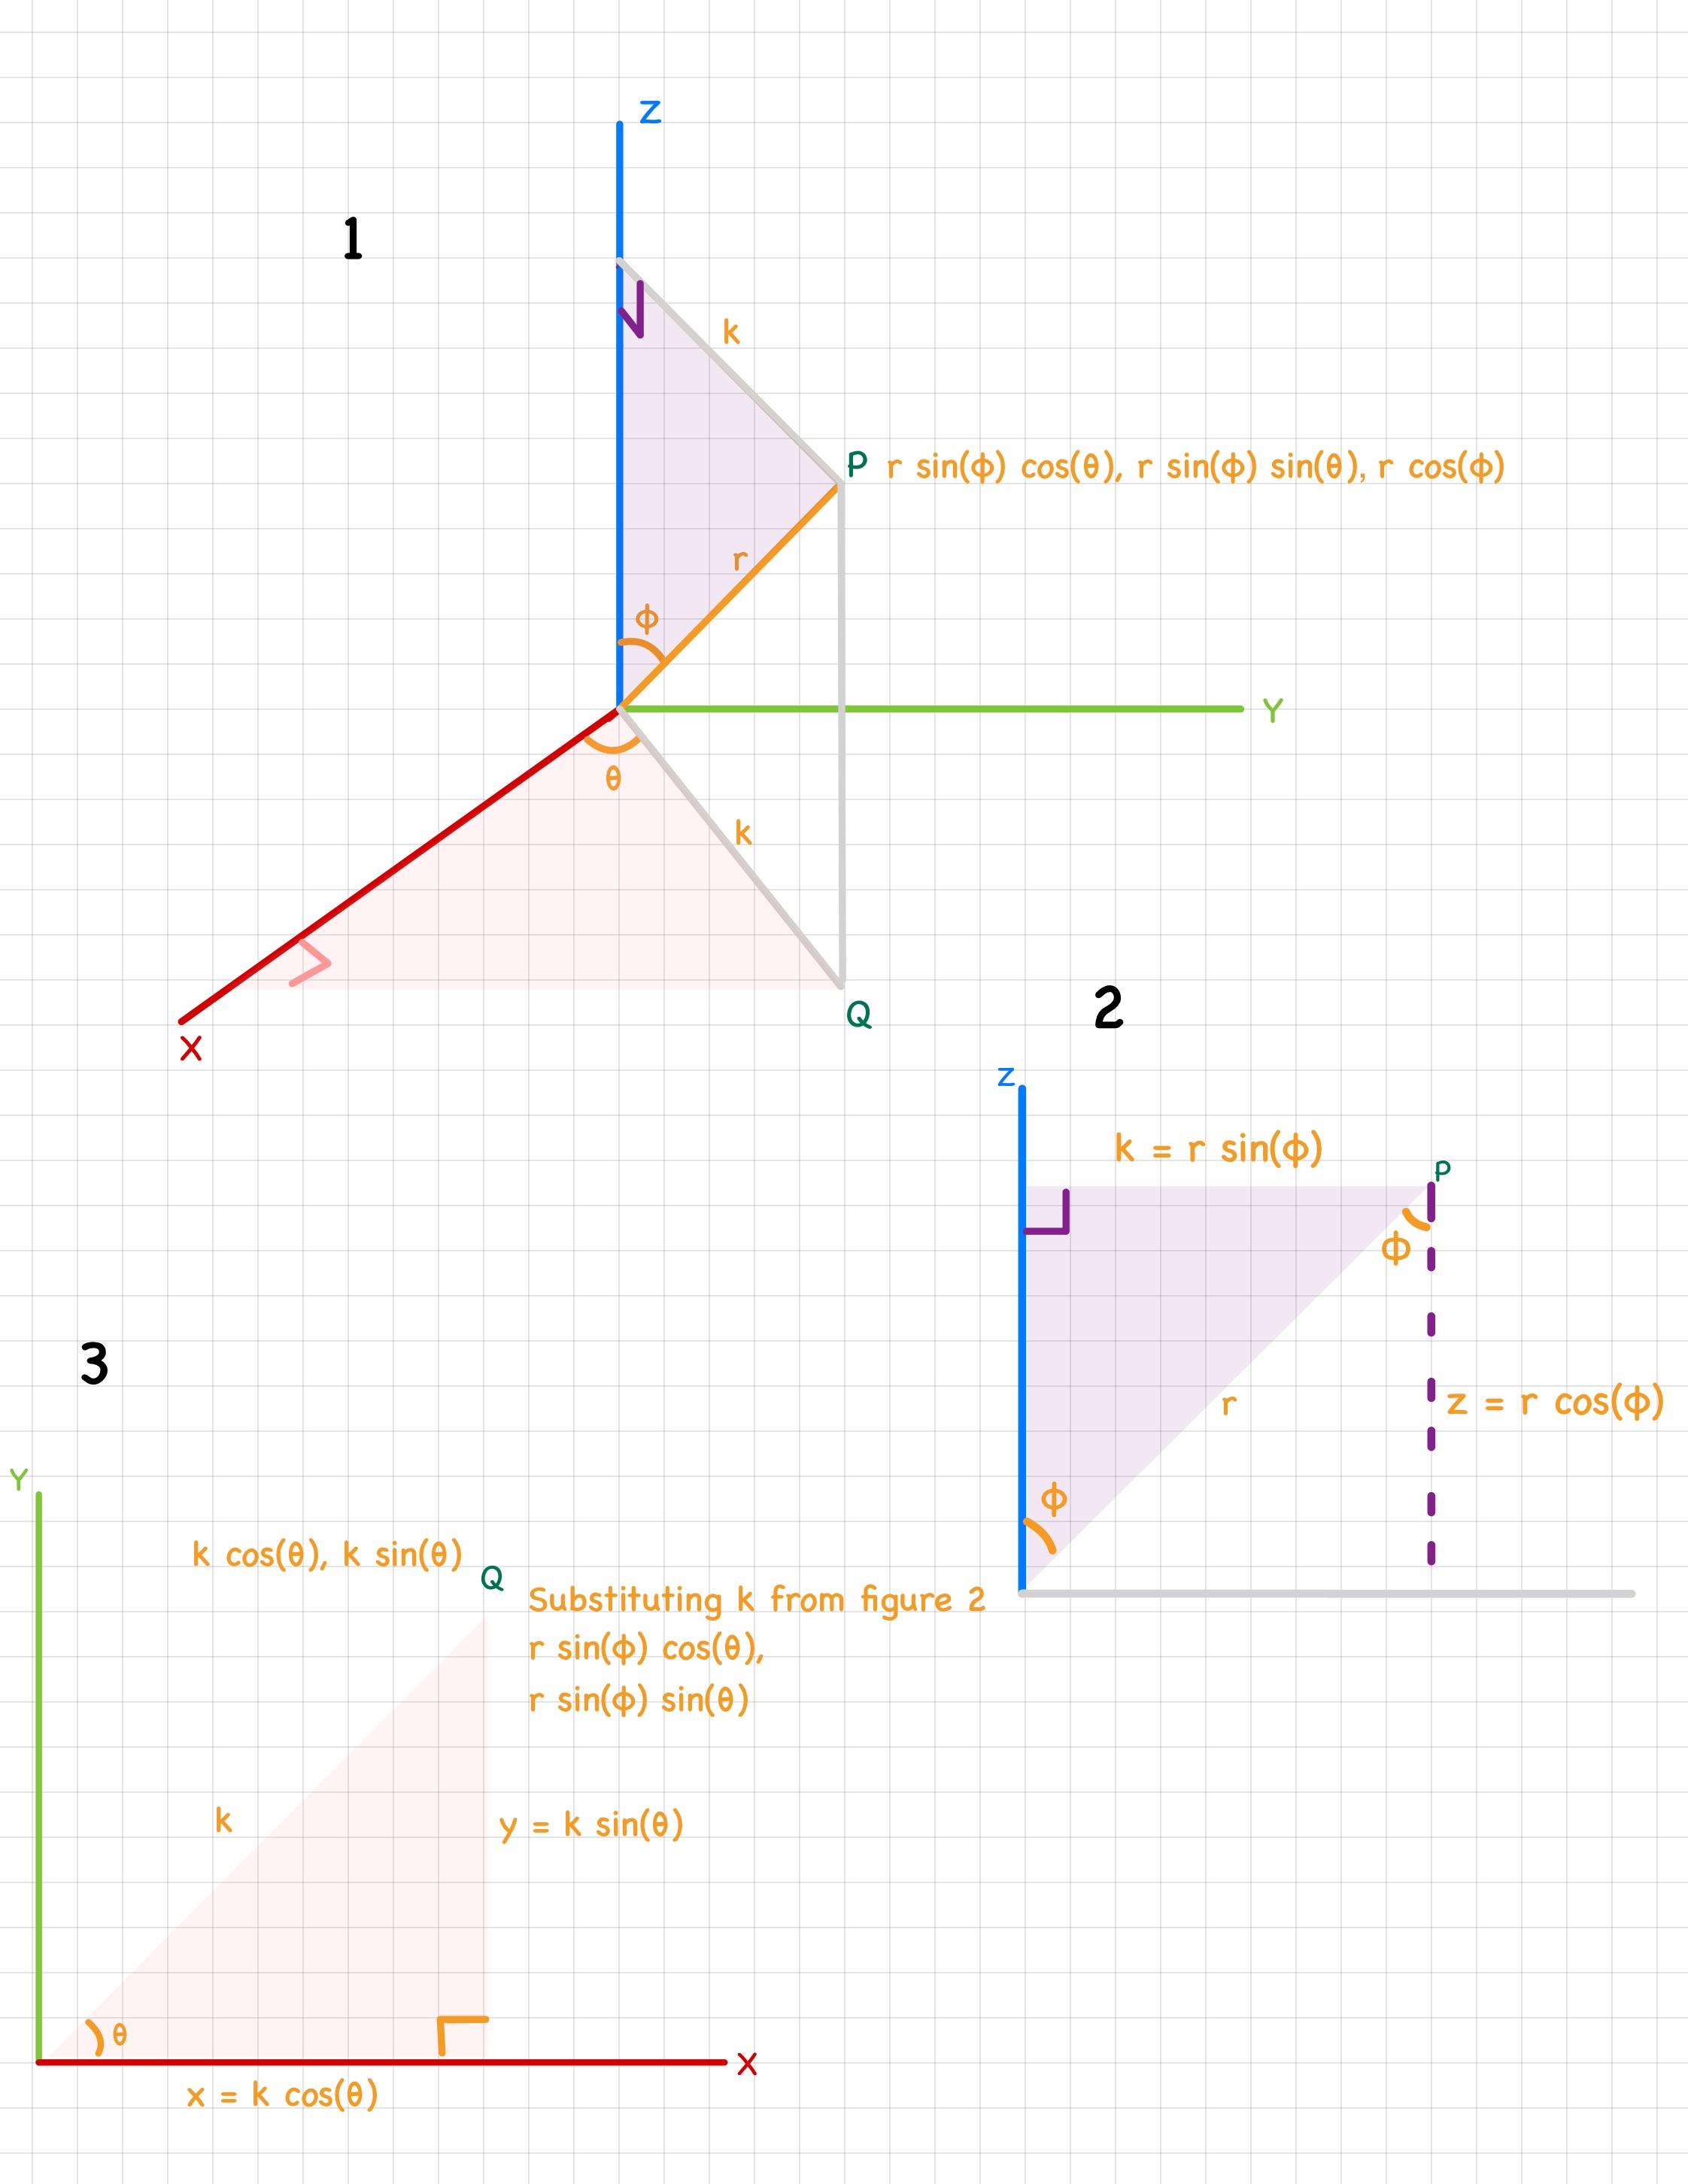 Z
1
k
P r sin(ϕ) cos(θ), r sin(ϕ) sin(θ), r cos(ϕ)
r
ϕ
Y
θ
k
X
Q
2
Z
k = r sin(ϕ)
P
ϕ
r
z = r cos(ϕ)
ϕ
3
Y
k cos(θ), k sin(θ)
Q
Substituting k from figure 2
r sin(ϕ) cos(θ),
r sin(ϕ) sin(θ)
k
y = k sin(θ)
θ
X
x = k cos(θ)